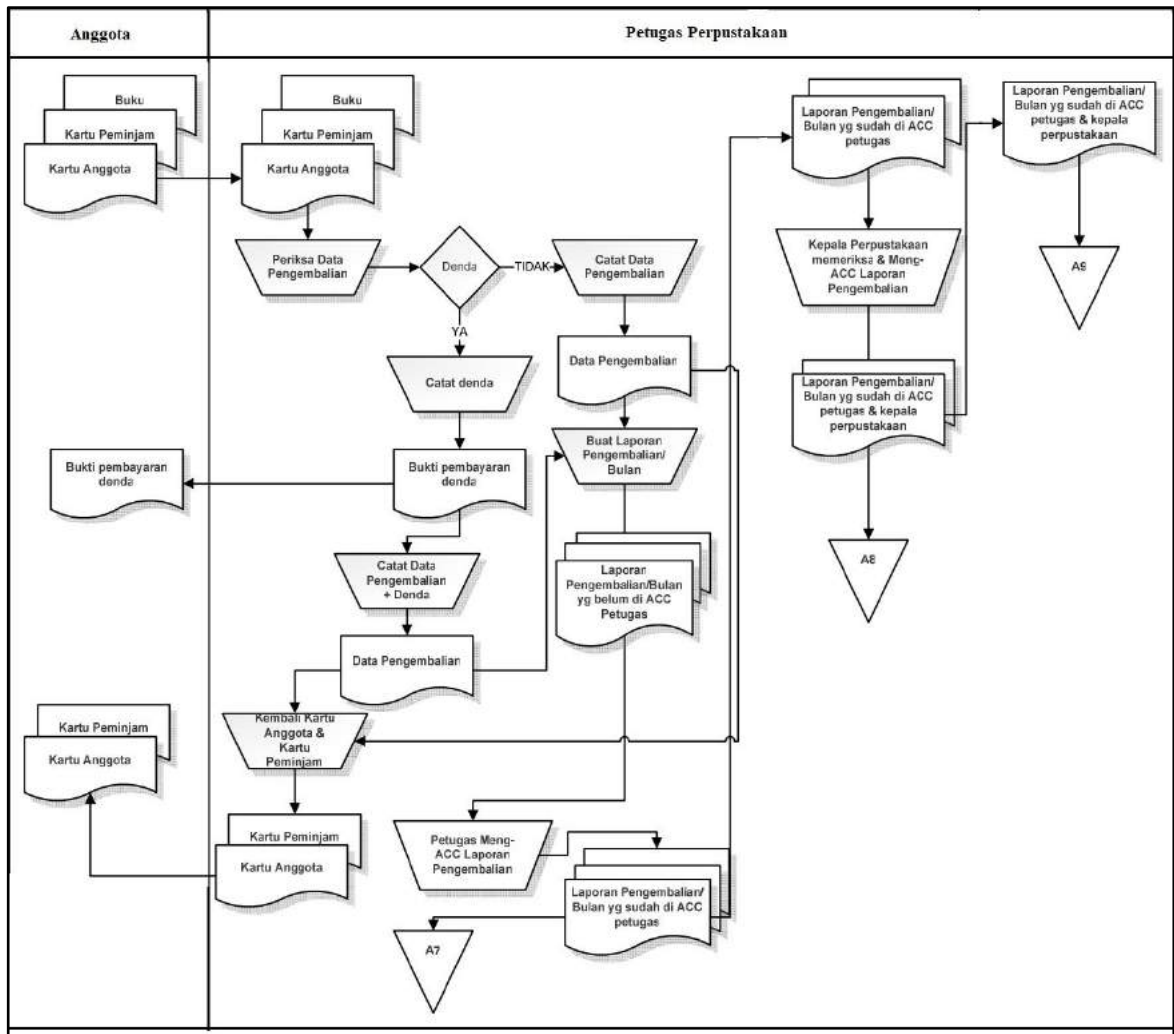 Anggota
Petugas Perpustakaan
Buku
Kartu Peminjam
Kartu Anggota
Buku
Kartu Peminjam
Kartu Anggota
Periksa Data
Pengembalian
Denda
TIDAK
YA
Catat Data
Pengembalian
Data Pengembalian
Catat denda
Bukti pembayaran
denda
Bukti pembayaran
denda
Buat Laporan
Pengembalian/
Bulan
Catat Data
Pengembalian
+ Denda
Data Pengembalian
Laporan
Pengembalian/Bulan
yg belum di ACC
Petugas
Kembali Kartu
Anggota &
Kartu
Peminjam
Kartu Peminjam
Kartu Anggota
Kartu Peminjam
Kartu Anggota
Petugas Meng-
ACC Laporan
Pengembalian
Laporan Pengembalian/
Bulan yg sudah di ACC
petugas
A7
Laporan Pengembalian/
Bulan yg sudah di ACC
petugas
Kepala Perpustakaan
memeriksa & Meng-
ACC Laporan
Pengembalian
Laporan Pengembalian/
Bulan yg sudah di ACC
petugas & kepala
perpustakaan
A8
Laporan Pengembalian/
Bulan yg sudah di ACC
petugas & kepala
perpustakaan
A9